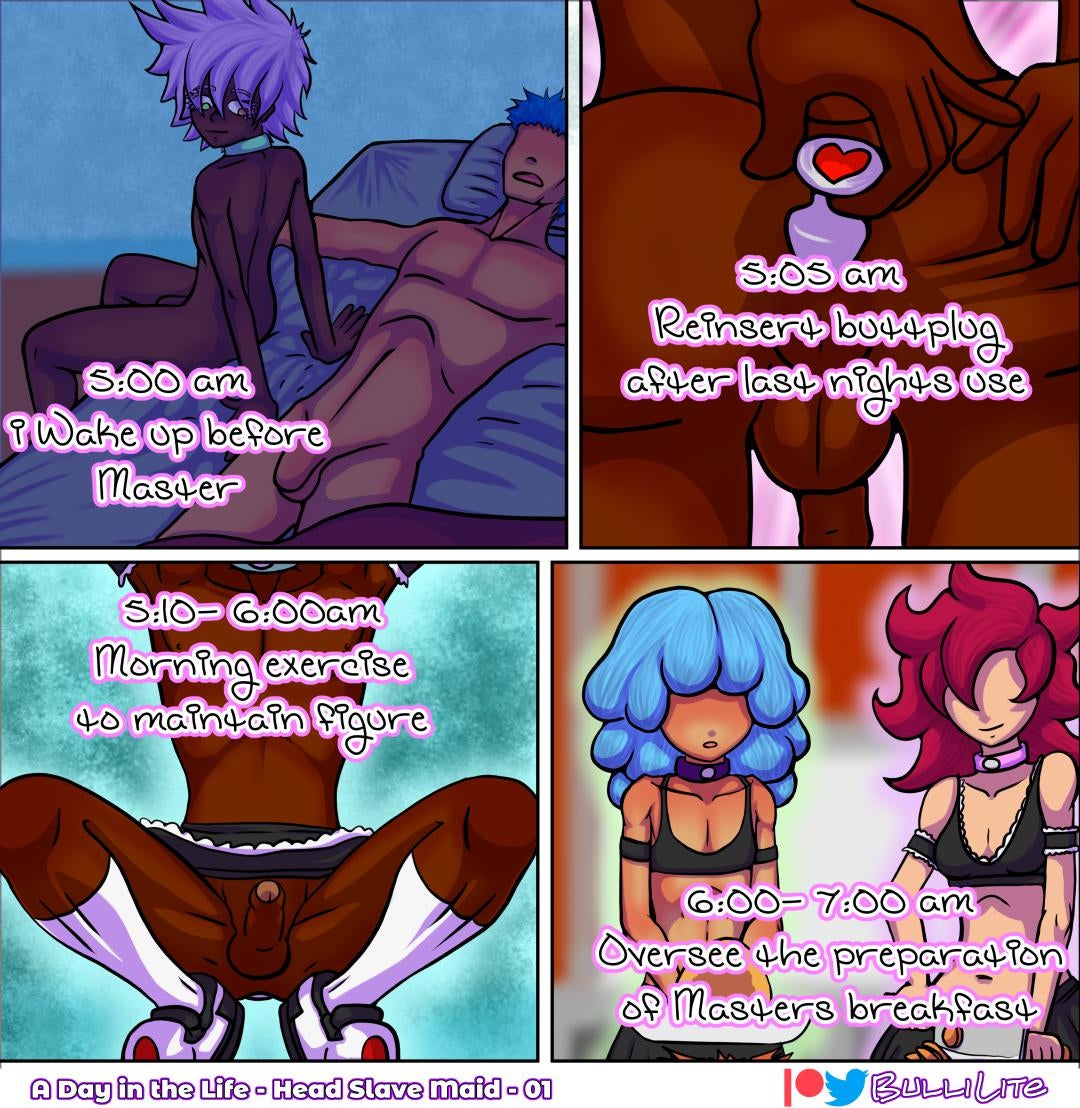 5:00 am
i Wake up before
Master
5:05 am
Reinsert buttplug
after last nights use
5:10- 6:00am
Morning exercise
to maintain figure
6:00- 7:00 am
Oversee the preparation
of Masters breakfast
A Day in the Life - Head Slave Maid - 01
BulliLite